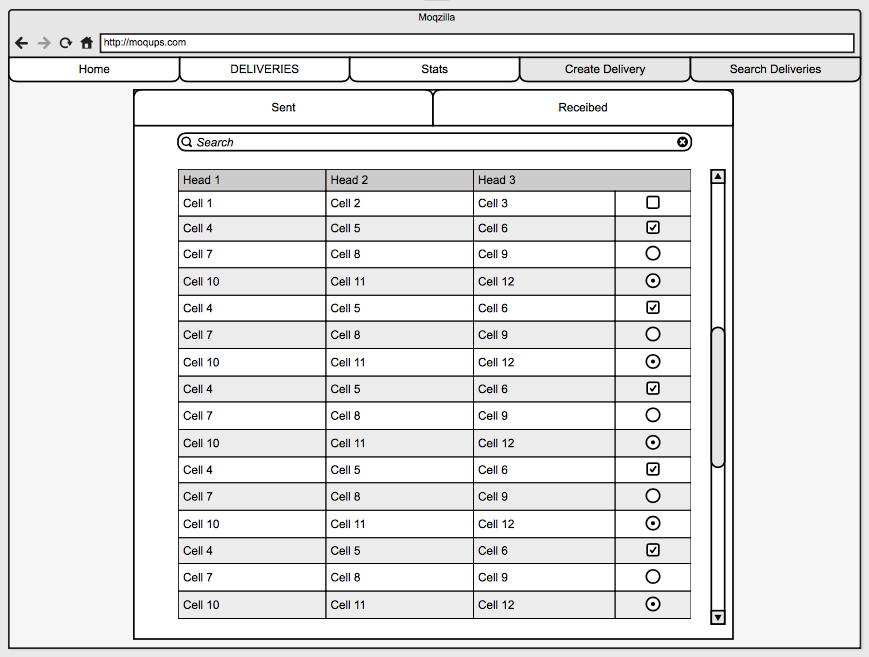 Moqzilla
http://moqups.com
Home DELIVERIES Stats Create Delivery Search Deliveries
Sent Receibed
Search
Head 1 Head 2 Head 3
Cell 1 Cell 2 Cell 3
Cell 4 Cell 5 Cell 6
Cell 7 Cell 8 Cell 9
Cell 10 Cell 11 Cell 12
Cell 4 Cell 5 Cell 6
Cell 7 Cell 8 Cell 9
Cell 10 Cell 11 Cell 12
Cell 4 Cell 5 Cell 6
Cell 7 Cell 8 Cell 9
Cell 10 Cell 11 Cell 12
Cell 4 Cell 5 Cell 6
Cell 7 Cell 8 Cell 9
Cell 10 Cell 11 Cell 12
Cell 4 Cell 5 Cell 6
Cell 7 Cell 8 Cell 9
Cell 10 Cell 11 Cell 12